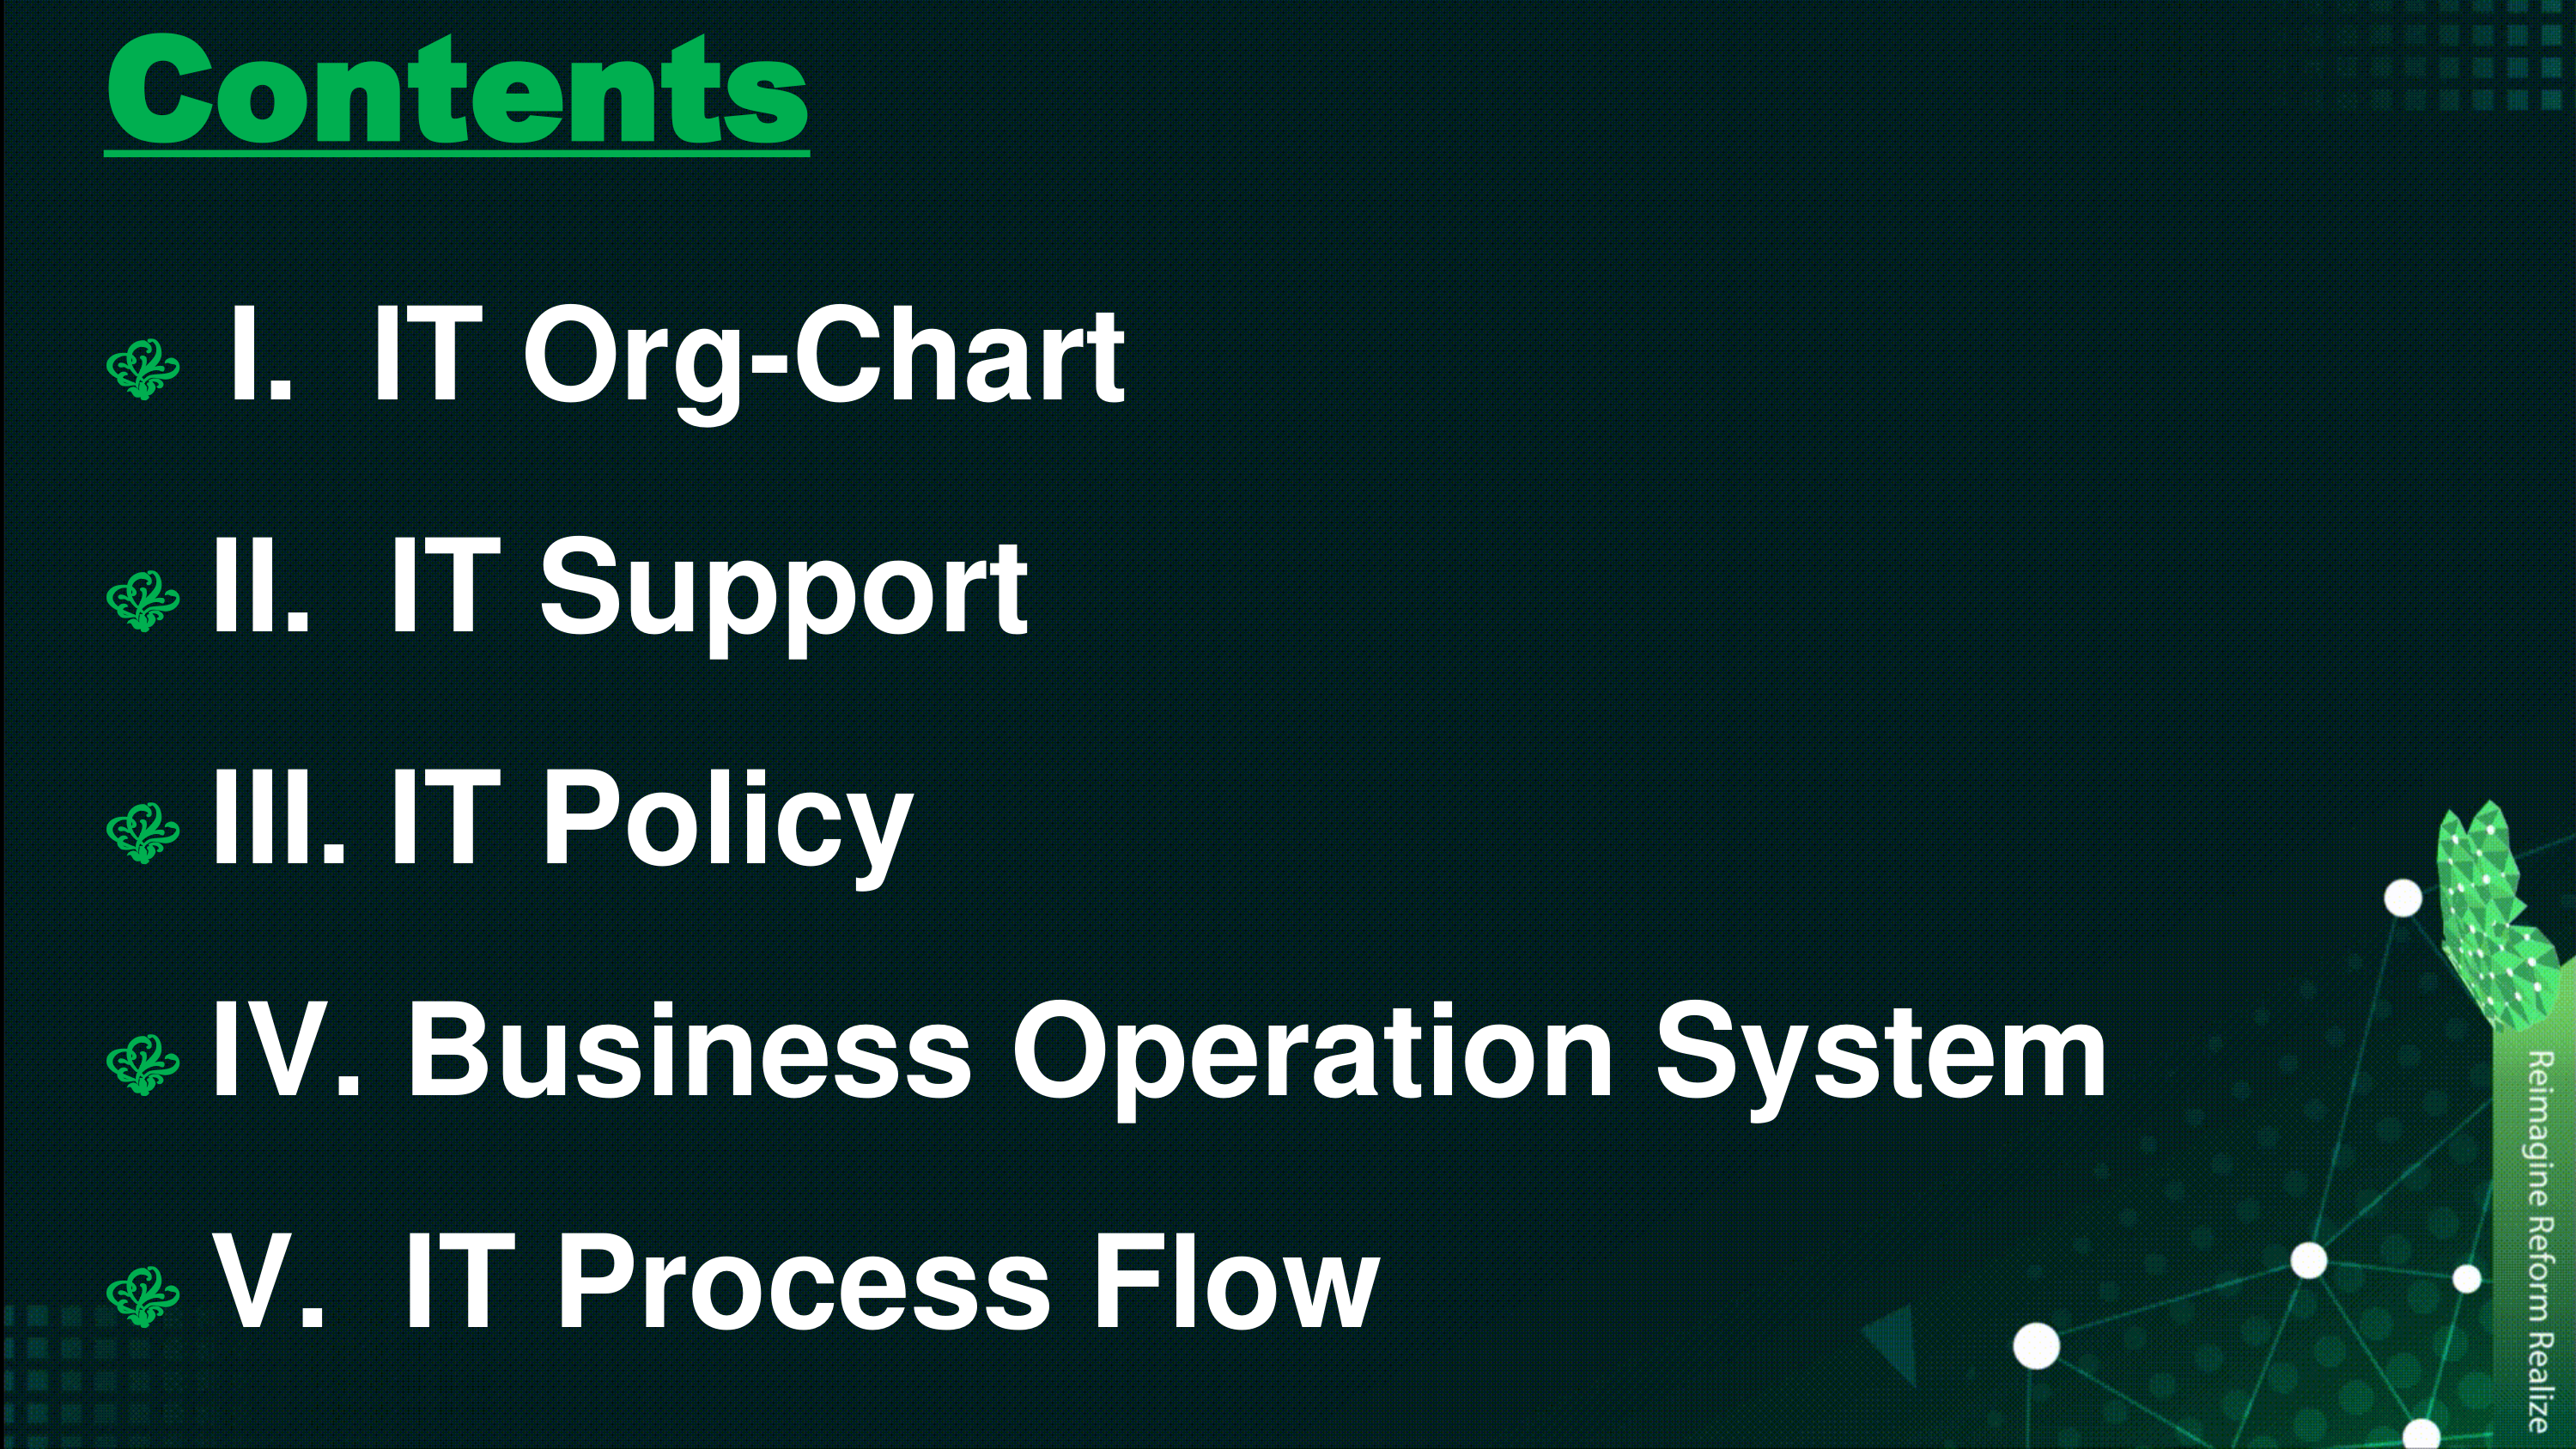 Contents
I. IT Org-Chart
II. IT Support
III. IT Policy
IV. Business Operation System
V. IT Process Flow
Reimagine Reform Realize